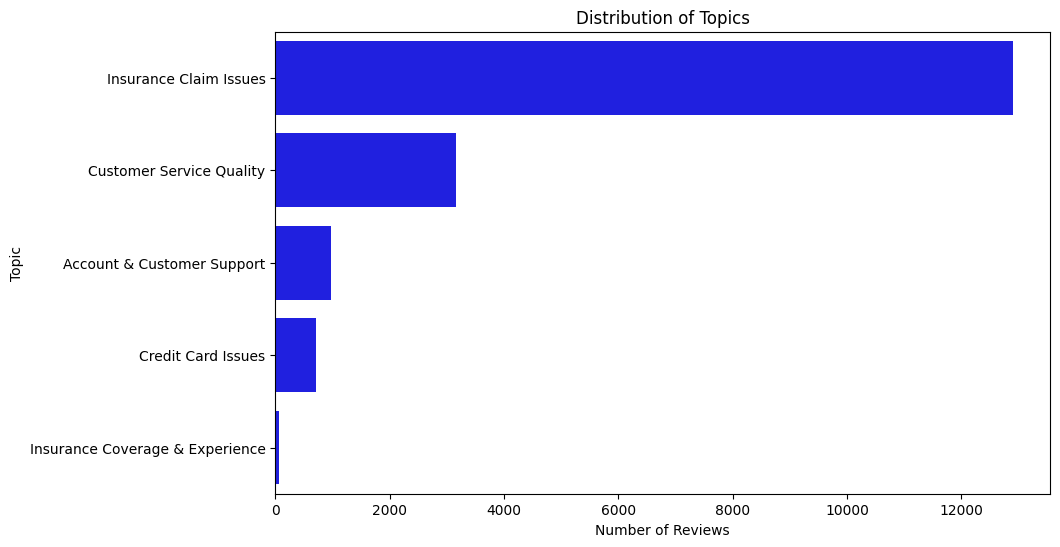 Distribution of Topics
Topic
Insurance Claim Issues
Customer Service Quality
Account & Customer Support
Credit Card Issues
Insurance Coverage & Experience
0 2000 4000 6000 8000 10000 12000
Number of Reviews